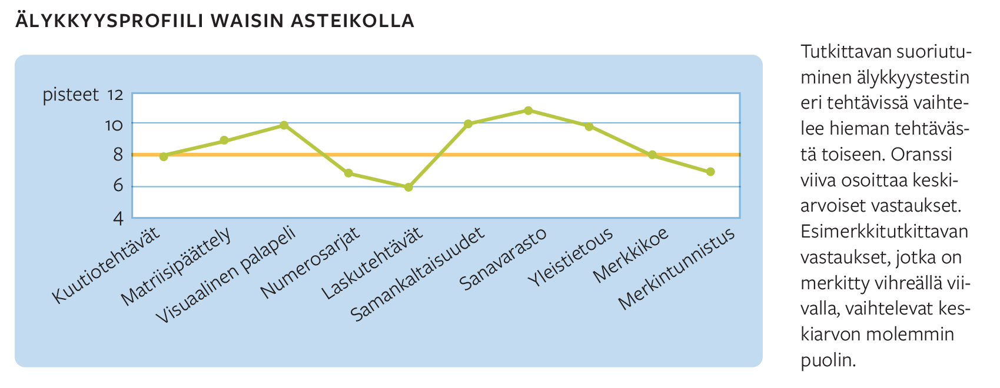 ÄLYKKYYSPROFIILI WAISIN ASTEIKOLLA
pisteet 12
10
8
6
4
Kuutiotehtävät
Matriisipäättely
Visuaalinen palapeli
Numerosarjat
Laskutehtävät
Samankaltaisuudet
Sanavarasto
Yleistietous
Merkkikoe
Merkintunnistus
Tutkittavan suoriutu-
minen älykkyystestin
eri tehtävissä vaihte-
lee hieman tehtäväs-
tä toiseen. Oranssi
viiva osoittaa keski-
arvoiset vastaukset.
Esimerkkitutkittavan
vastaukset, jotka on
merkitty vihreällä vii-
valla, vaihtelevat kes-
kiarvon molemmin
puolin.